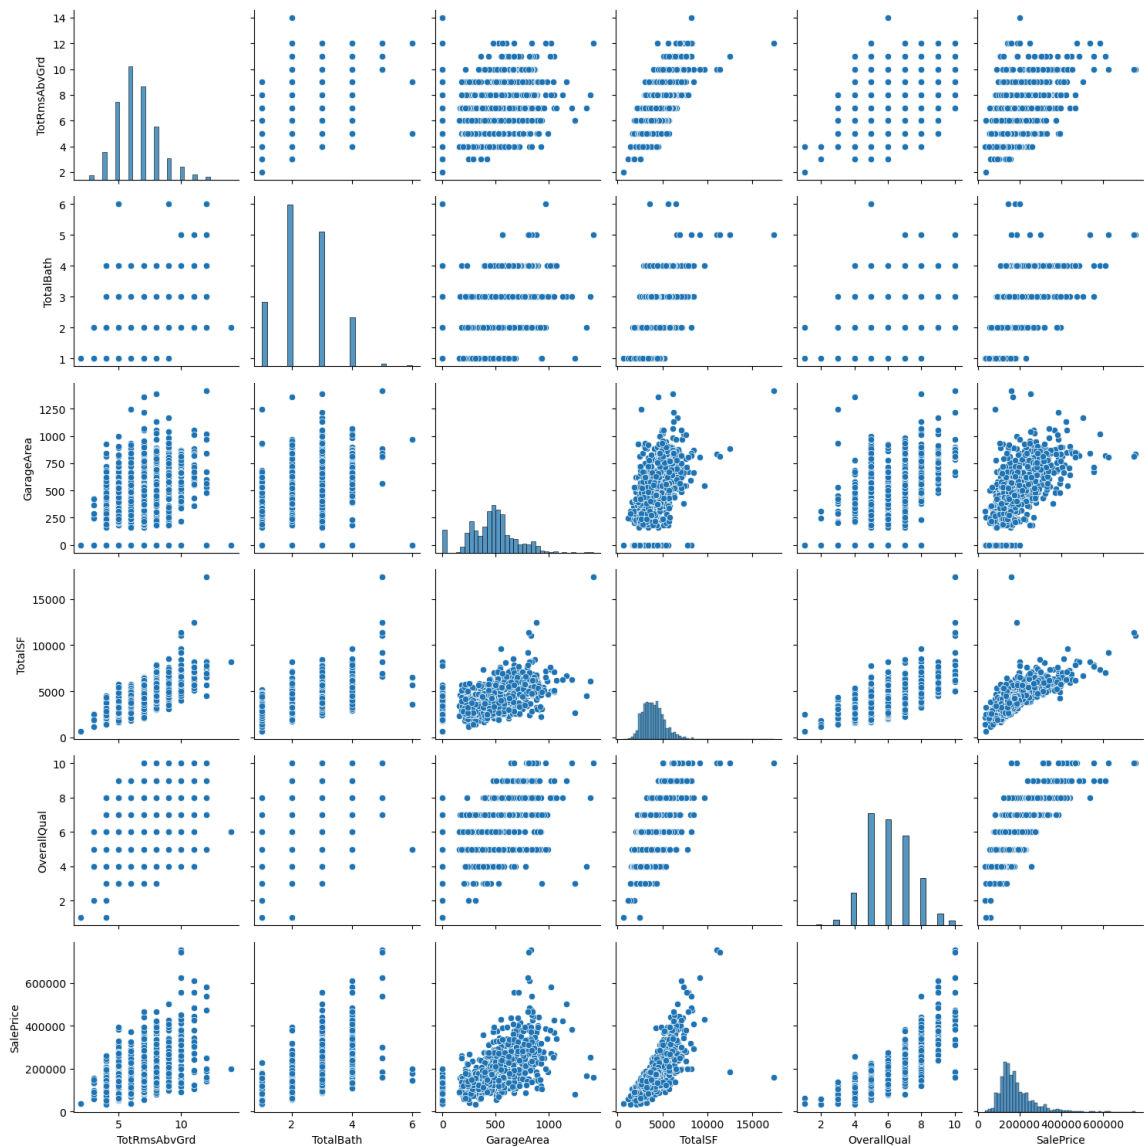 14
12
10
8
6
4
2
TotRmsAbvGrd
6
5
4
3
2
1
TotalBath
1250
1000
750
500
250
0
GarageArea
15000
10000
5000
0
TotalSF
10
8
6
4
2
OverallQual
600000
400000
200000
0
SalePrice
5 10
TotRmsAbvGrd
2 4 6
TotalBath
0 500 1000
GarageArea
0 5000 10000 15000
TotalSF
2 4 6 8 10
OverallQual
0 200000 400000 600000
SalePrice